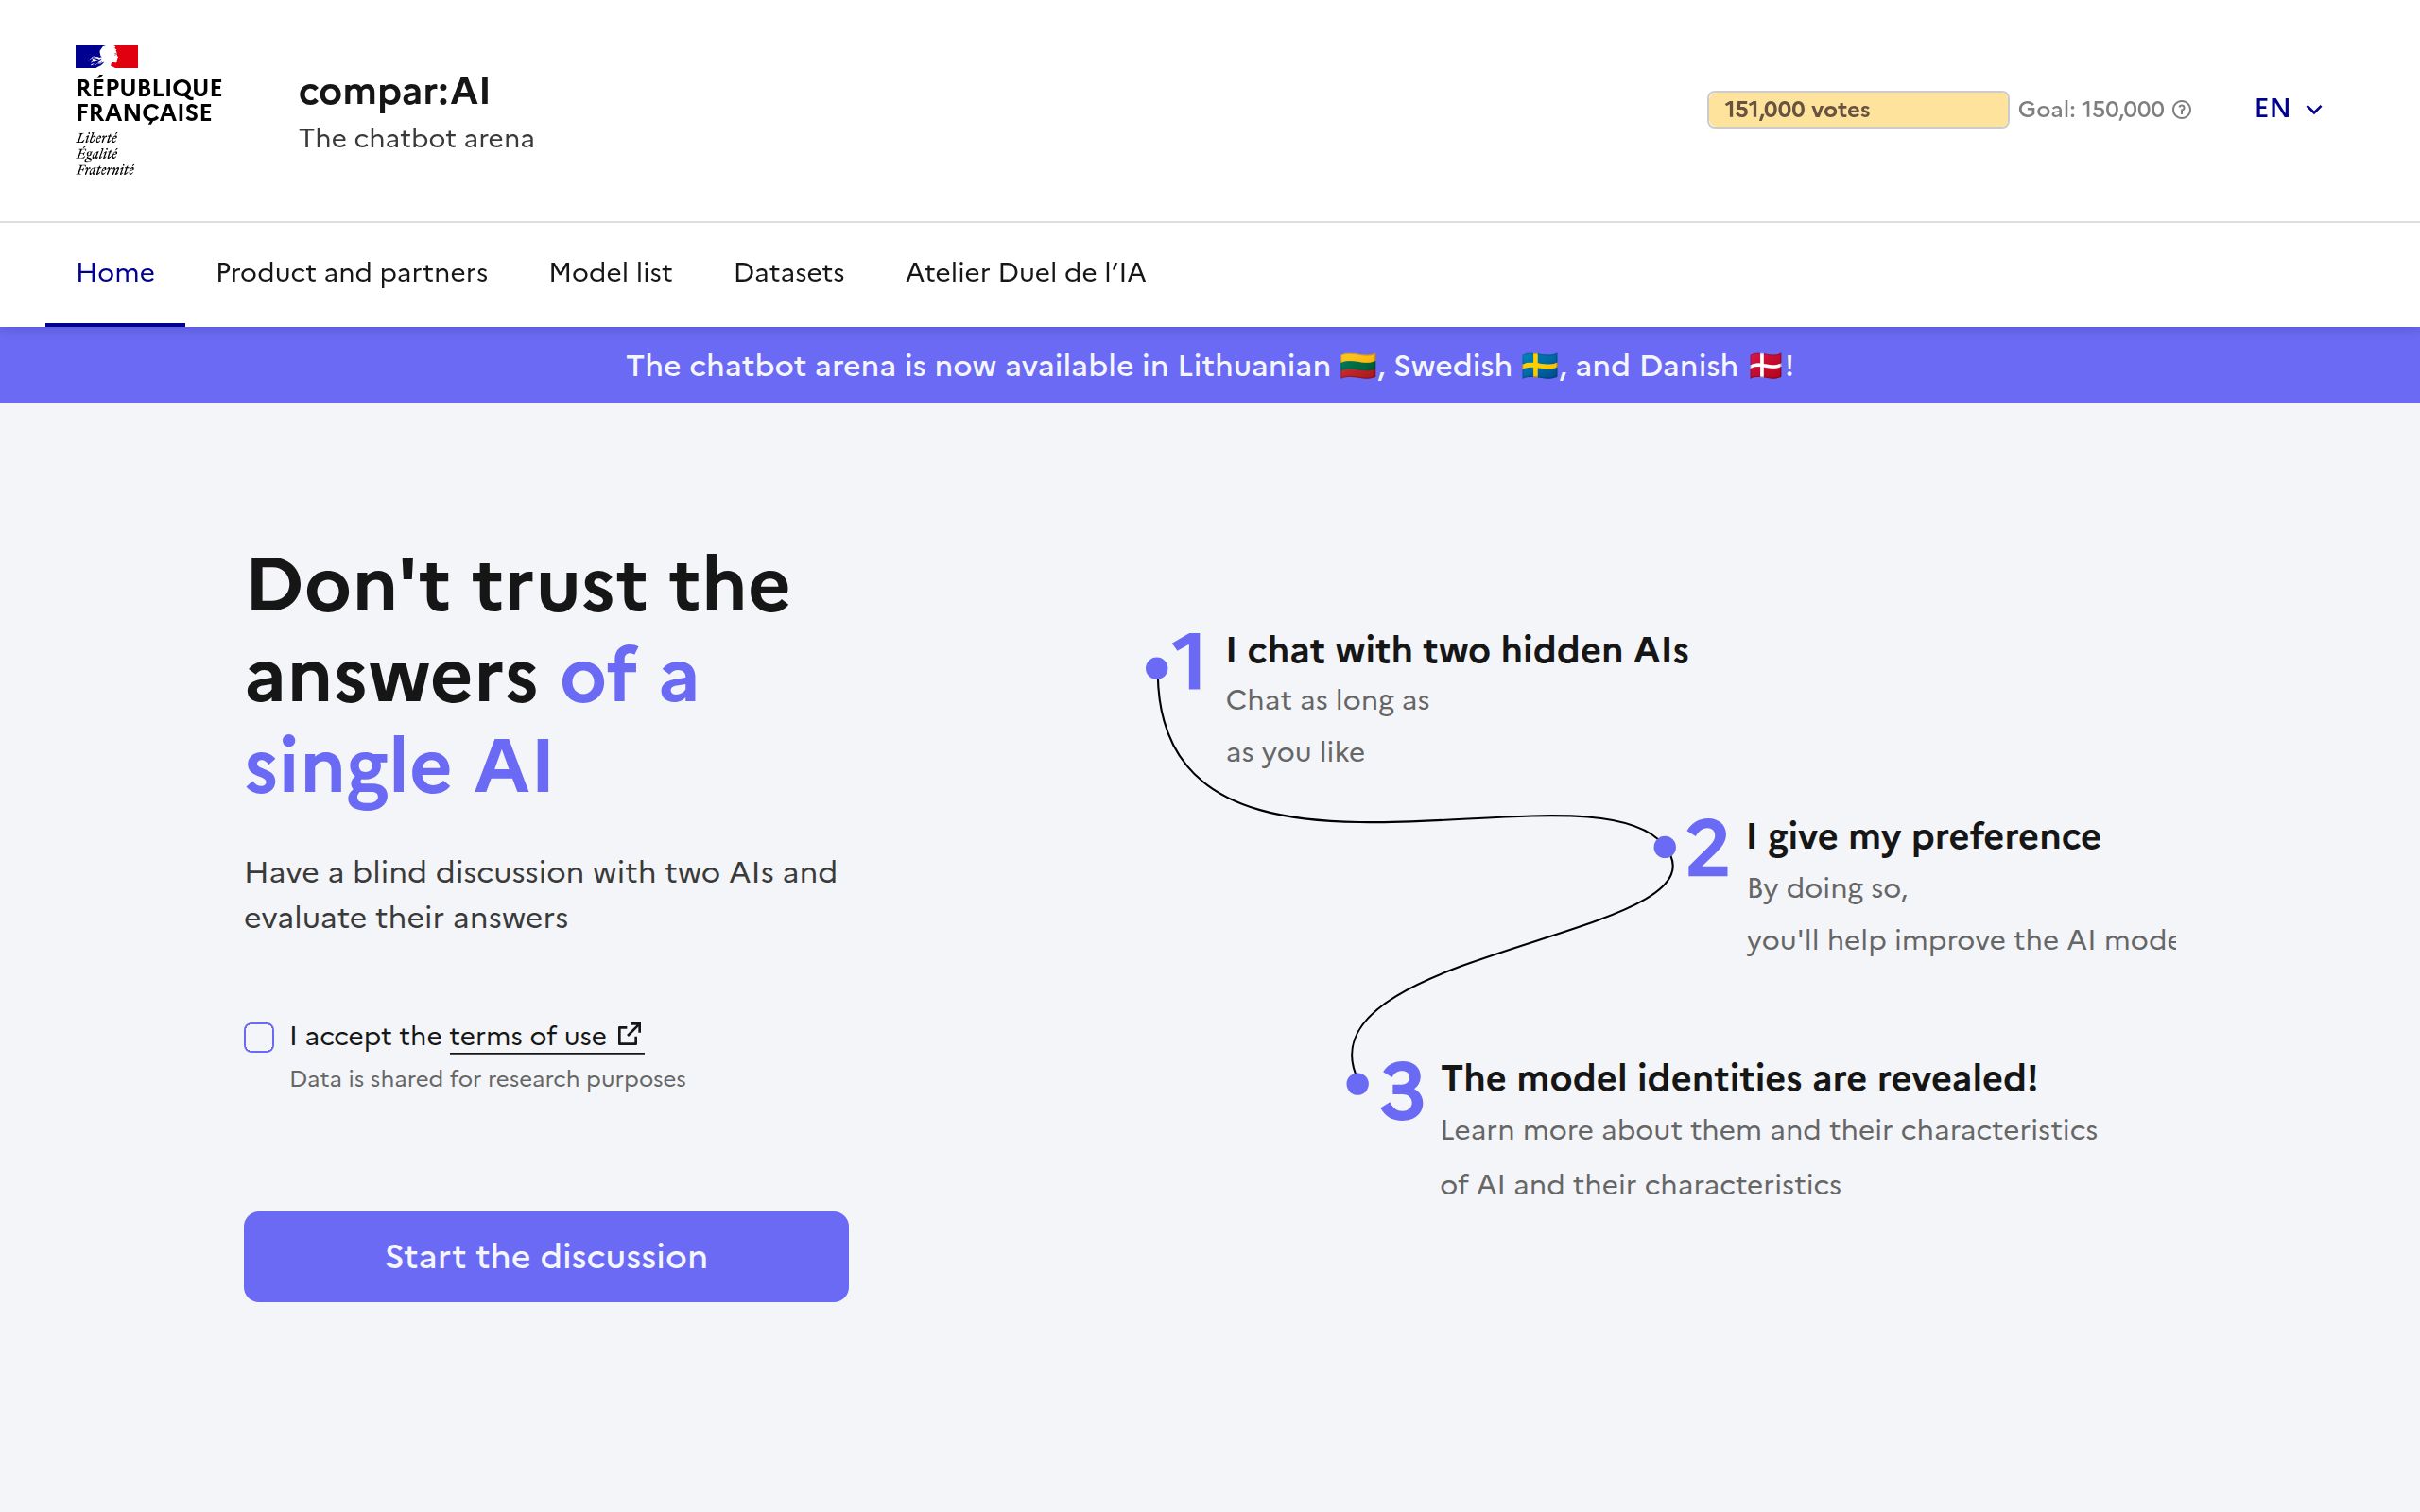 RÉPUBLIQUE
FRANÇAISE
Liberté
Égalité
Fraternité
compar:AI
The chatbot arena
151,000 votes
Goal: 150,000
EN
Home
Product and partners
Model list
Datasets
Atelier Duel de l’IA
The chatbot arena is now available in Lithuanian 🇱🇹, Swedish 🇸🇪, and Danish 🇩🇰!
Don't trust the
answers of a
single AI
Have a blind discussion with two AIs and
evaluate their answers
I accept the terms of use
Data is shared for research purposes
Start the discussion
1
I chat with two hidden AIs
Chat as long as
as you like
2
I give my preference
By doing so,
you'll help improve the AI mode
3
The model identities are revealed!
Learn more about them and their characteristics
of AI and their characteristics